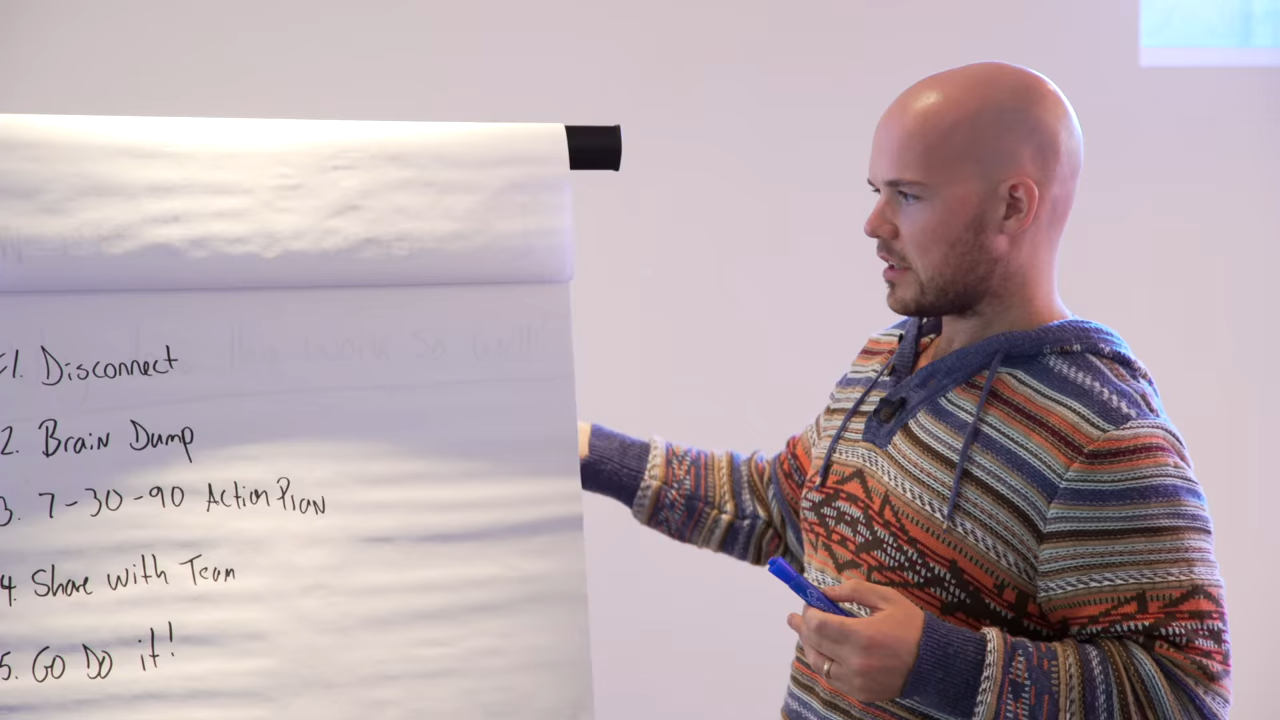 1. Disconnect
2. Brain Dump
3. 7-30-90 Action Plan
4. Share with Team
5. Go Do it!